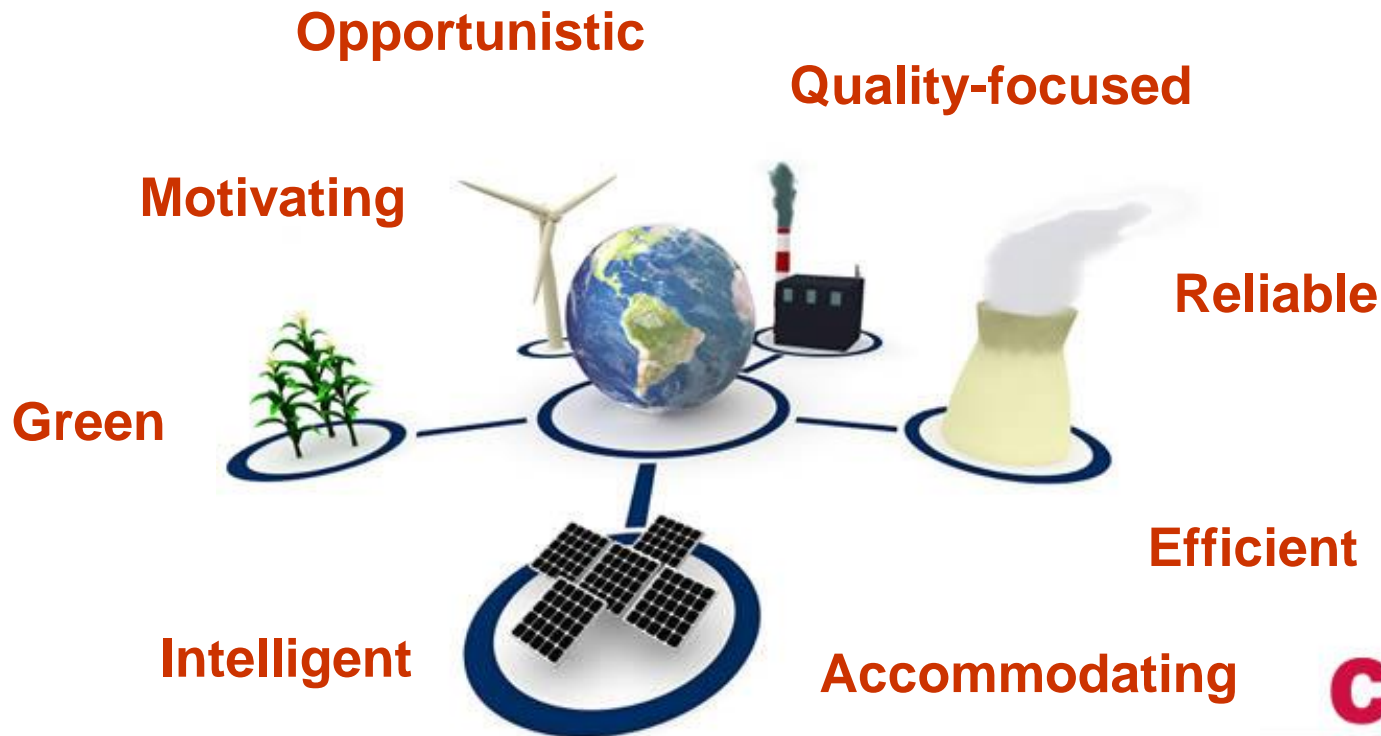 Opportunistic
Quality-focused
Motivating
Reliable
Green
Efficient
Intelligent
Accommodating
C